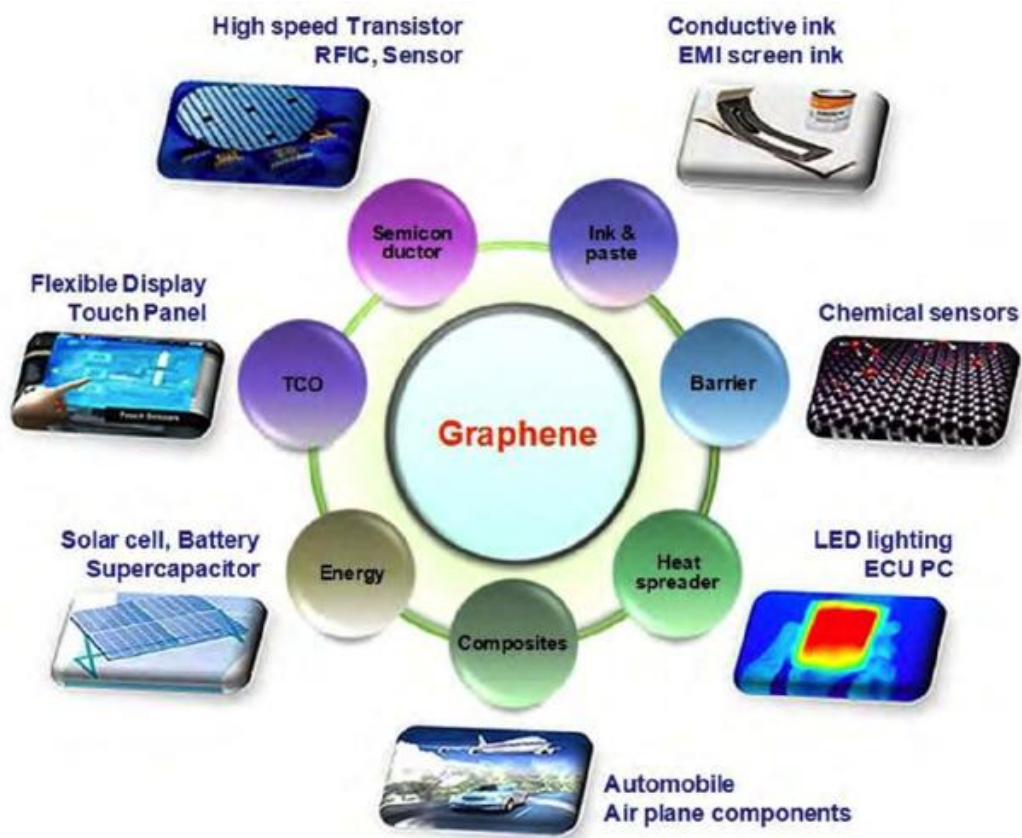 High speed Transistor
RFIC, Sensor
Conductive ink
EMI screen ink
Semicon
ductor
Ink &
paste
Flexible Display
Touch Panel
Chemical sensors
TCO
Barrier
Touch Sensors
Graphene
Solar cell, Battery
Supercapacitor
Energy
Heat
spreader
LED lighting
ECU PC
Composites
Automobile
Air plane components